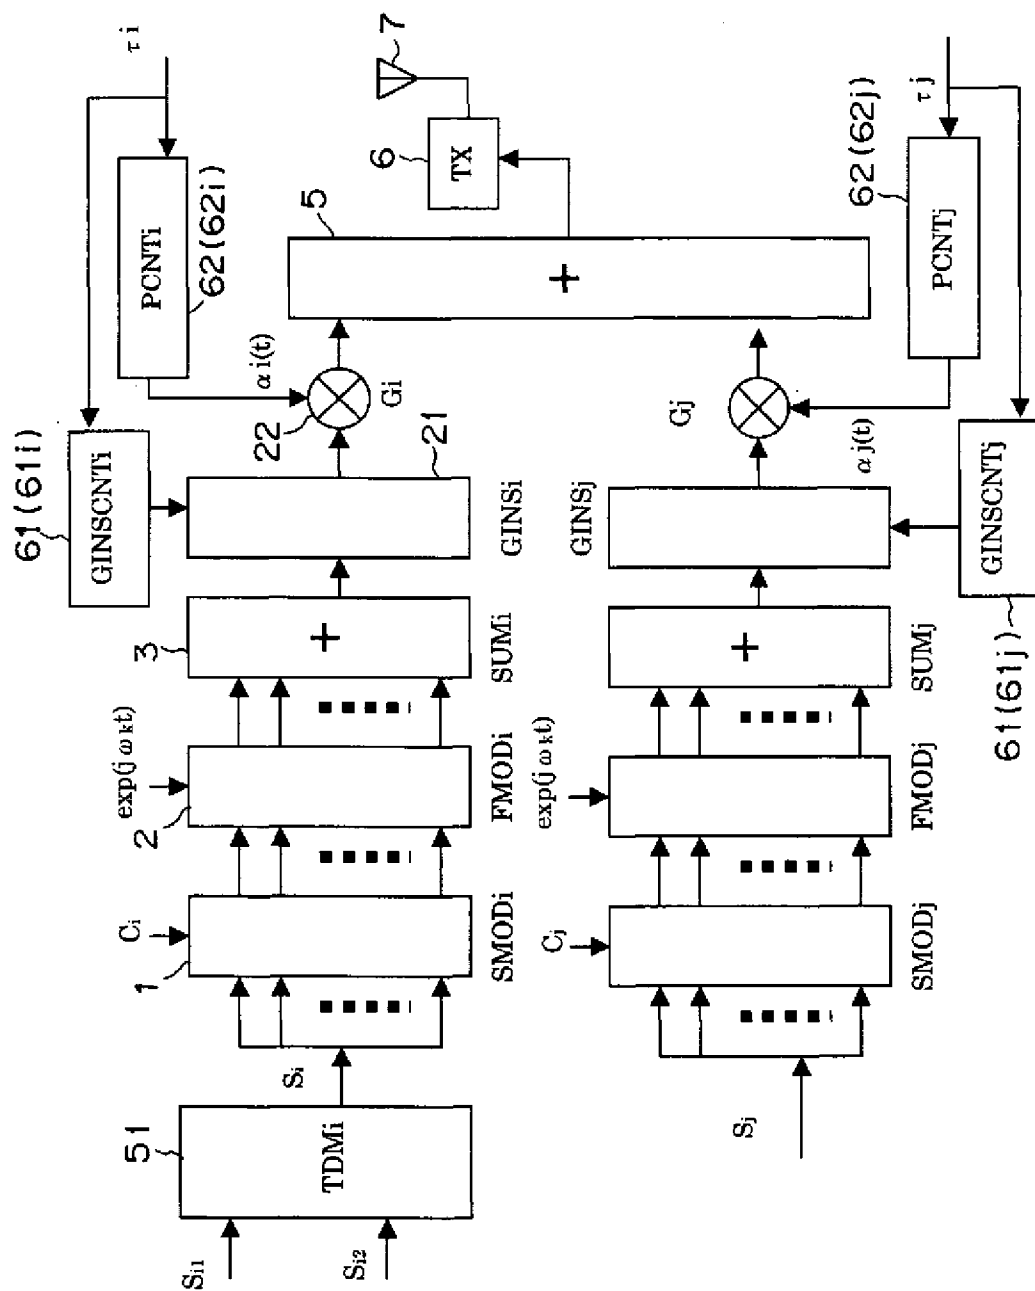 τi
7
PCNTi
62(62i)
αi(t)
61(61i)
GINSCNTi
22
Gi
21
GINSi
3
+
SUMi
exp(jωkt)
2
FMODi
Ci
1
SMODi
Si
51
TDMi
Si1
Si2
6
TX
5
+
τj
62(62j)
PCNTj
αj(t)
Gj
GINSj
GINSCNTj
61(61j)
+
SUMj
exp(jωkt)
FMODj
Cj
SMODj
Sj